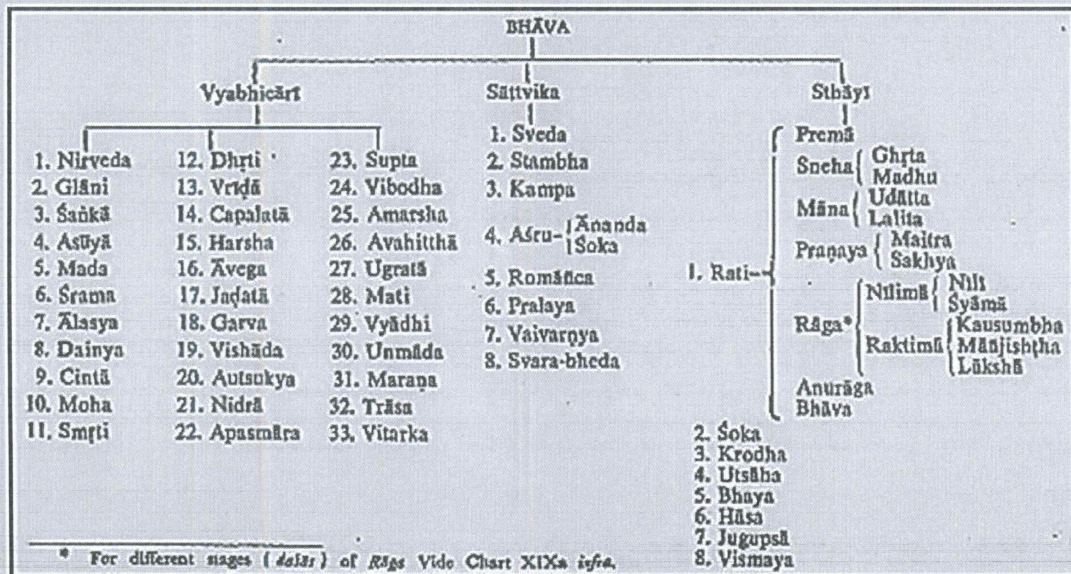 BHĀVA
Vyabhicārī
1. Nirveda
2. Glāni
3. Śaṅkā
4. Asūyā
5. Mada
6. Śrama
7. Ālasya
8. Dainya
9. Cintā
10. Moha
11. Smṛti
12. Dhṛti
13. Vrīḍā
14. Capalatā
15. Harsha
16. Āvega
17. Jaḍatā
18. Garva
19. Vishāda
20. Autsukya
21. Nidrā
22. Apasmāra
23. Supta
24. Vibodha
25. Amarsha
26. Avahitthā
27. Ugratā
28. Mati
29. Vyādhi
30. Unmāda
31. Maraṇa
32. Trāsa
33. Vitarka
Sāttvika
1. Sveda
2. Stambha
3. Kampa
4. Aśru- Ānanda
Śoka
5. Romāñca
6. Pralaya
7. Vaivarṇya
8. Svara-bheda
Sthāyī
1. Rati-
Premā
Sneha Ghṛta
Madhu
Māna Udātta
Lalita
Praṇaya Maitra
Sakhya
Rāga*
Nīlimā Nīlī
Śyāmā
Raktimā Kausumbha
Māñjishṭha
Lākshā
Anurāga
Bhāva
2. Śoka
3. Krodha
4. Utsāha
5. Bhaya
6. Hāsa
7. Jugupsā
8. Vismaya
* For different stages (daśās) of Rāga Vide Chart XIXa infra.